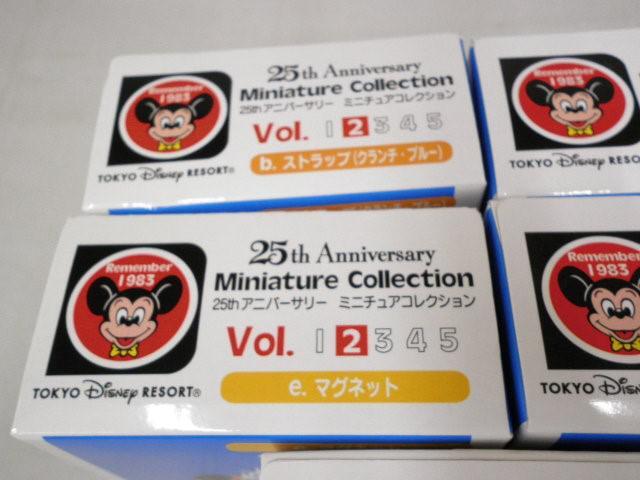 Remember
1983
TOKYO Disney RESORT®
25th Anniversary
Miniature Collection
25thアニバーサリー ミニチュアコレクション
Vol. 1 2 3 4 5
b. ストラップ(クランチ・ブルー)
Remember
1983
TOKYO Disney RESORT®
25th Anniversary
Miniature Collection
25thアニバーサリー ミニチュアコレクション
Vol. 1 2 3 4 5
e. マグネット
Remember
1983
TOKYO Disney RESORT
Remember
1983
TOKYO Disney